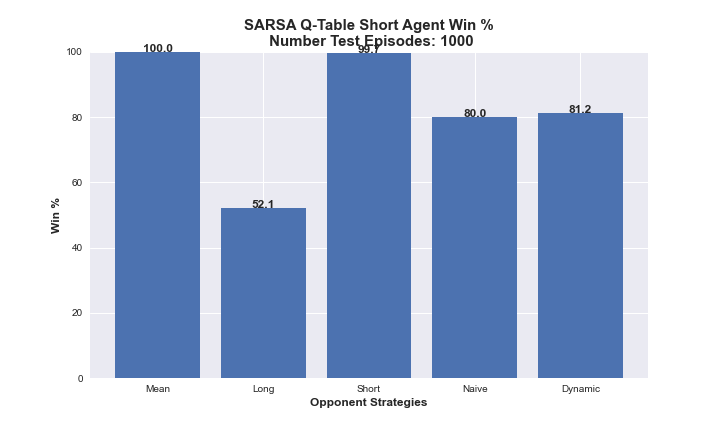 SARSA Q-Table Short Agent Win %
Number Test Episodes: 1000
100.0
99.7
80.0
81.2
52.1
100
80
60
40
20
0
Win %
Mean
Long
Short
Naive
Dynamic
Opponent Strategies